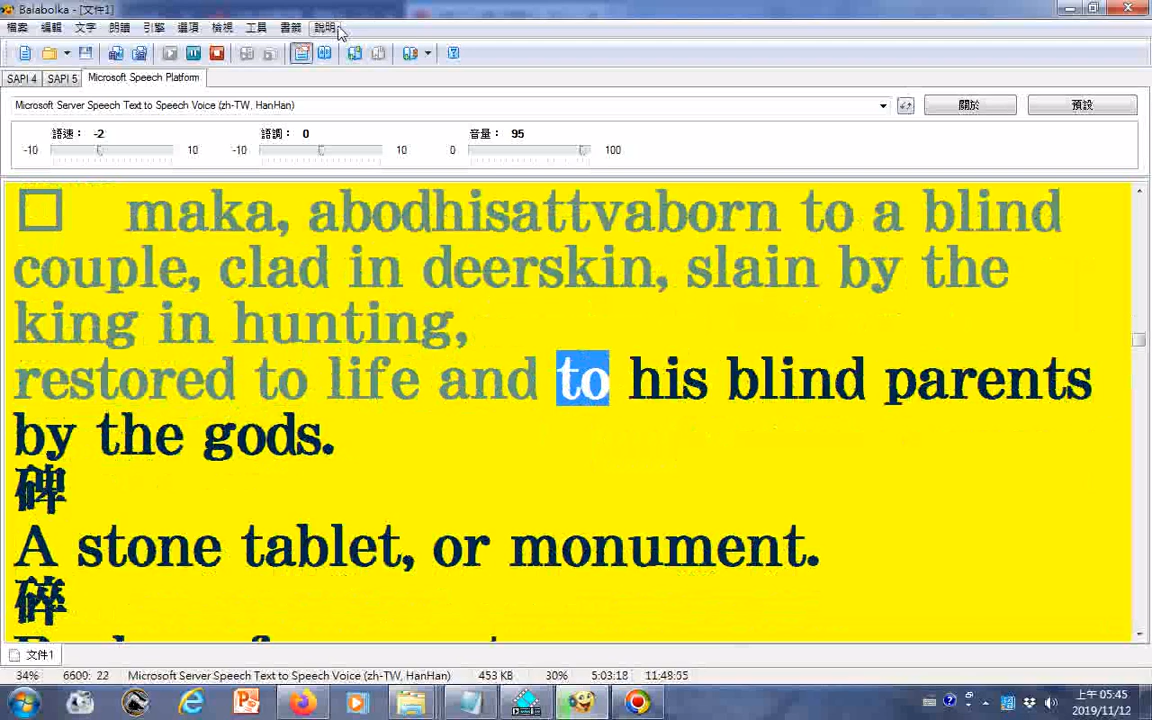 Balabolka - [文件1]
檔案 編輯 文字 朗讀 引擎 選項 檢視 工具 書籤 說明
SAPI 4 SAPI 5 Microsoft Speech Platform
Microsoft Server Speech Text to Speech Voice (zh-TW, HanHan) 關於 預設
語速： -2 語調： 0 音量： 95
-10 10 -10 10 0 100
□ maka, abodhisattvaborn to a blind
couple, clad in deerskin, slain by the
king in hunting,
restored to life and to his blind parents
by the gods.
碑
A stone tablet, or monument.
碎
文件1
34% 6600: 22 Microsoft Server Speech Text to Speech Voice (zh-TW, HanHan) 453 KB 30% 5:03:18 11:48:55
上午 05:45
2019/11/12